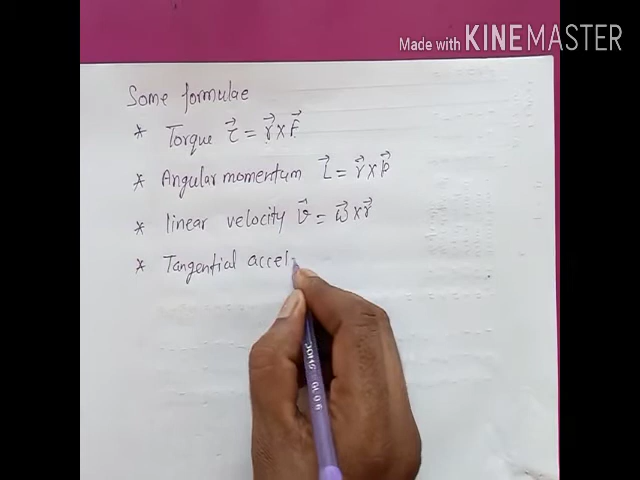 Made with KINEMASTER
Some formulae
* Torque τ⃗ = r⃗ × F⃗
* Angular momentum L⃗ = r⃗ × p⃗
* linear velocity v⃗ = ω⃗ × r⃗
* Tangential accel